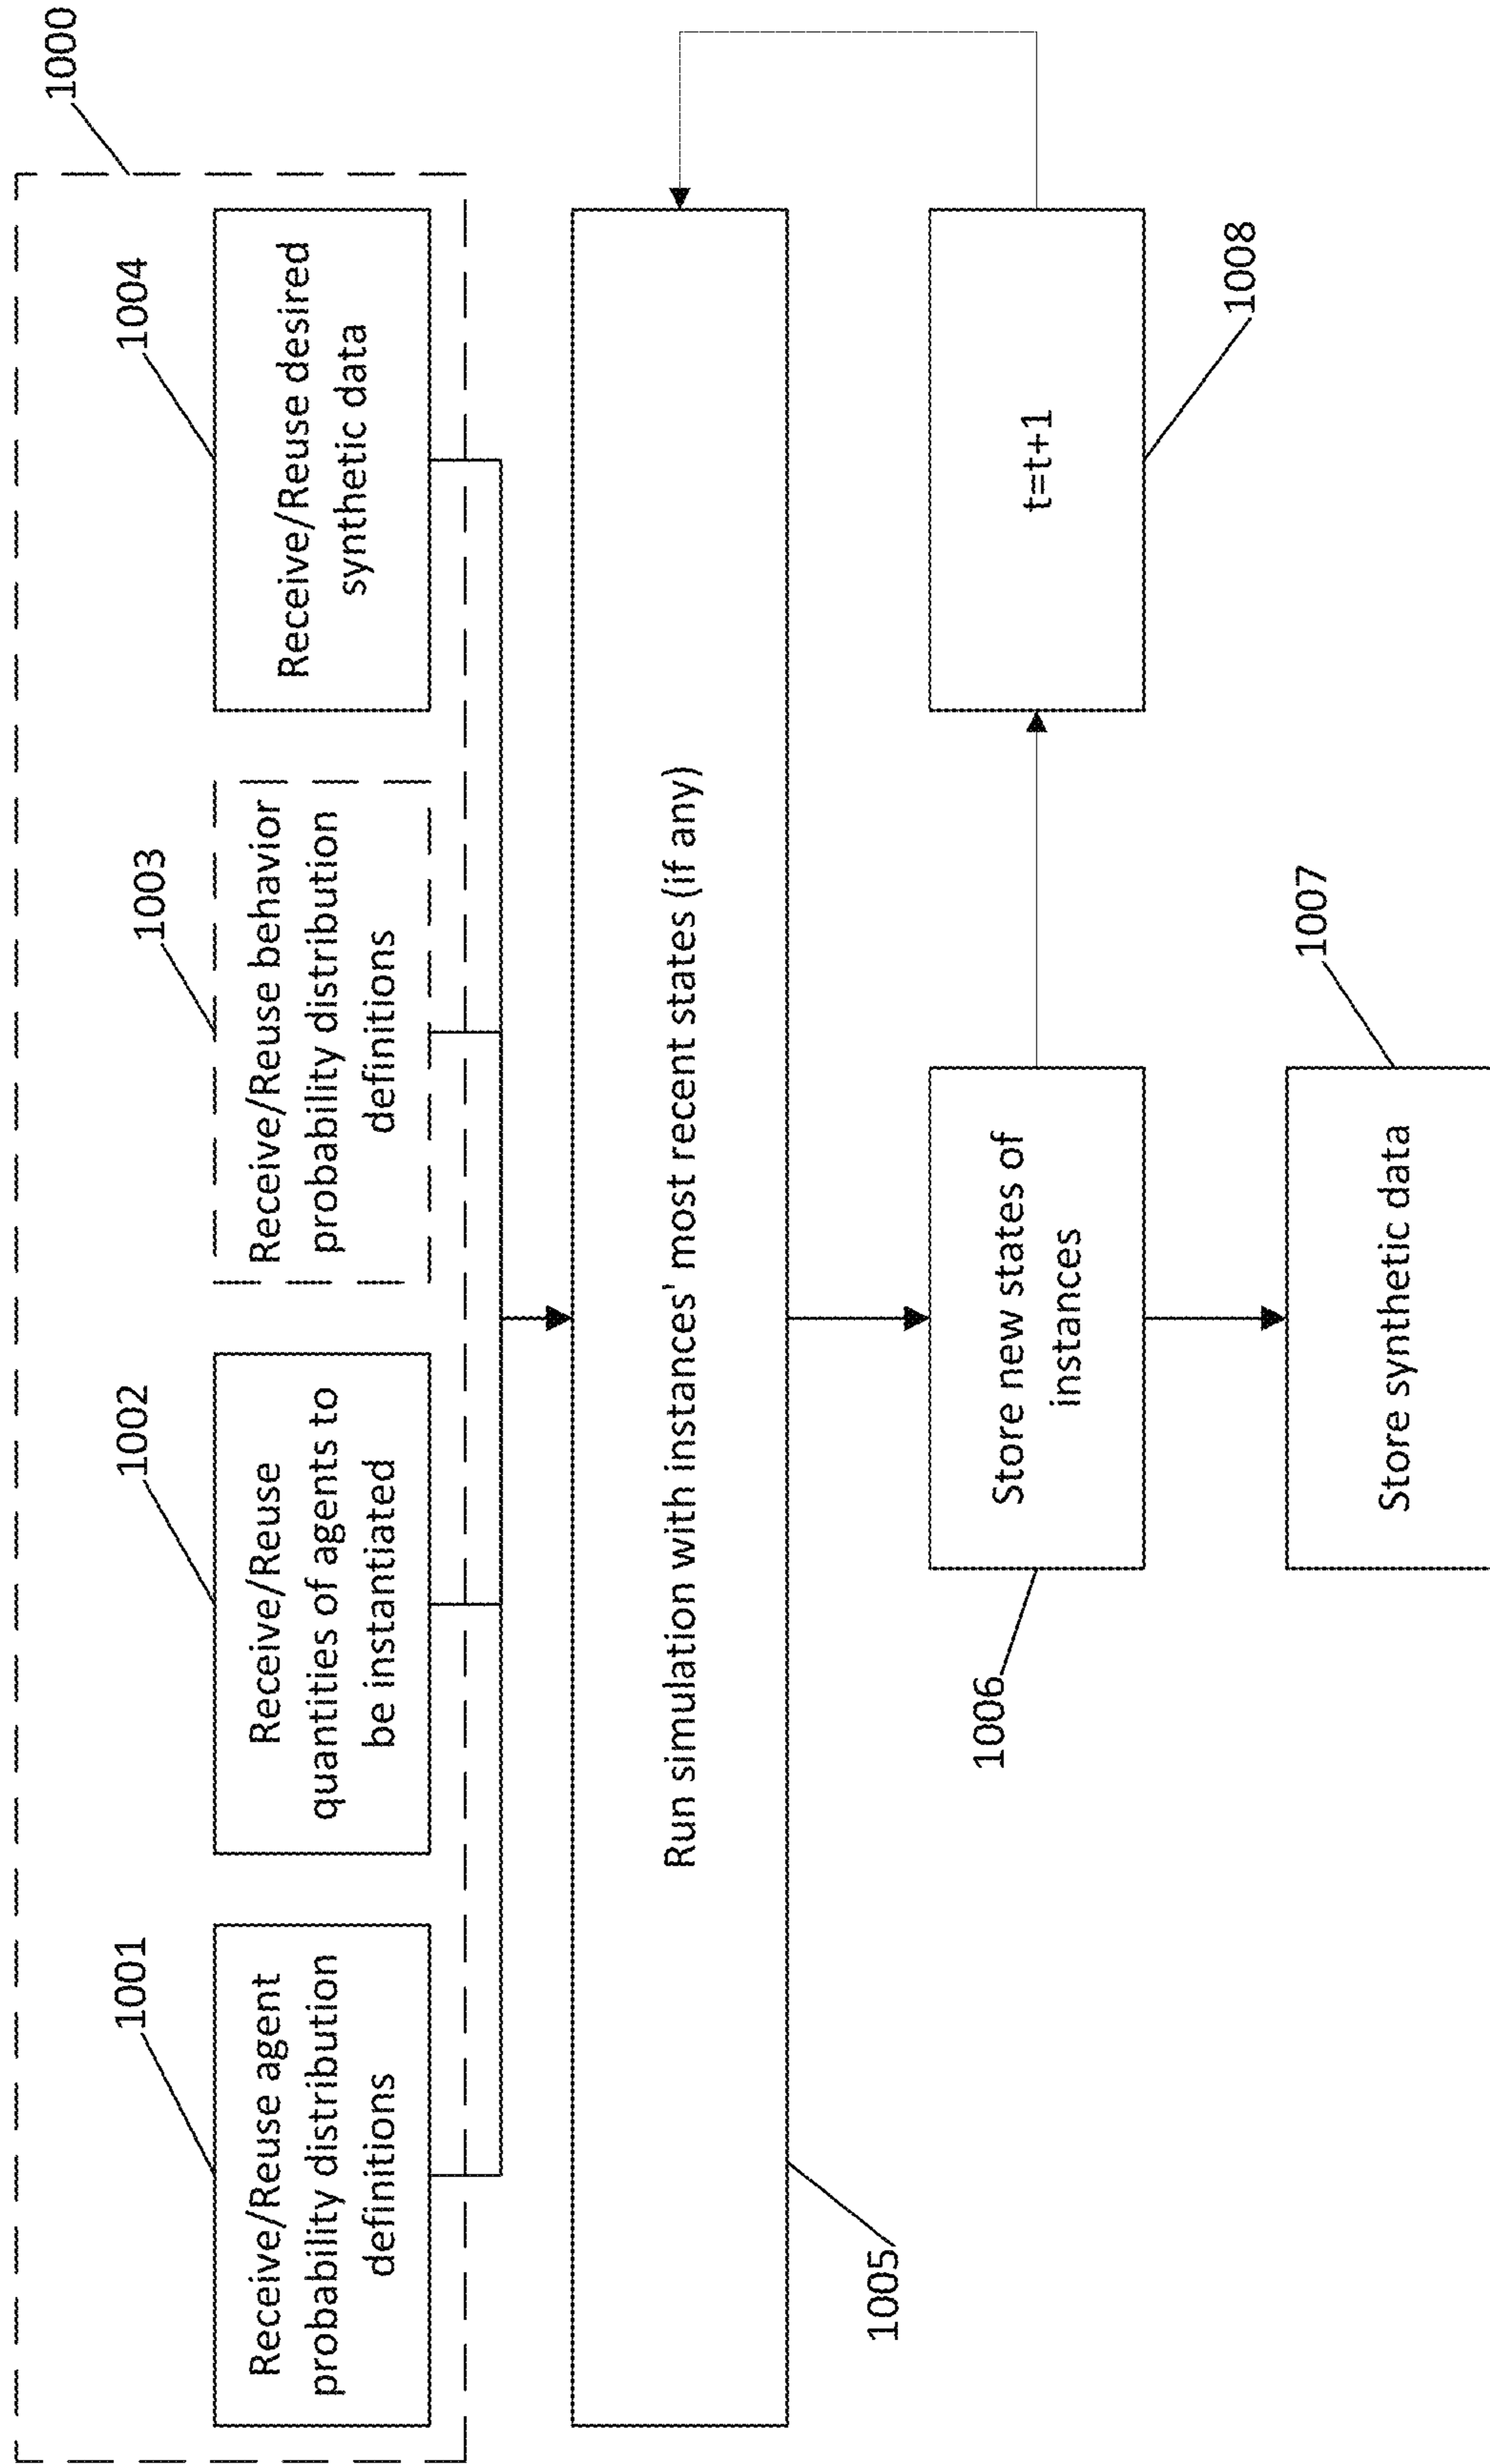 1000
1001
1002
1003
1004
Receive/Reuse agent
probability distribution
definitions
Receive/Reuse
quantities of agents to
be instantiated
Receive/Reuse behavior
probability distribution
definitions
Receive/Reuse desired
synthetic data
Run simulation with instances' most recent states (if any)
1005
1006
Store new states of
instances
t=t+1
1008
1007
Store synthetic data